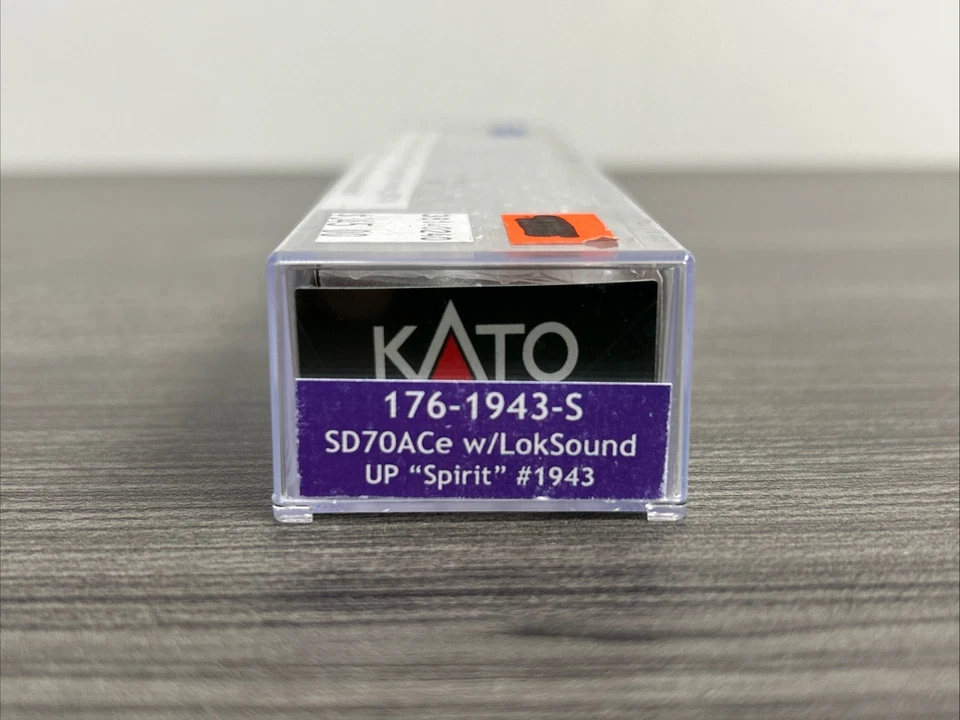 KATO
176-1943-S
SD70ACe w/LokSound
UP “Spirit” #1943